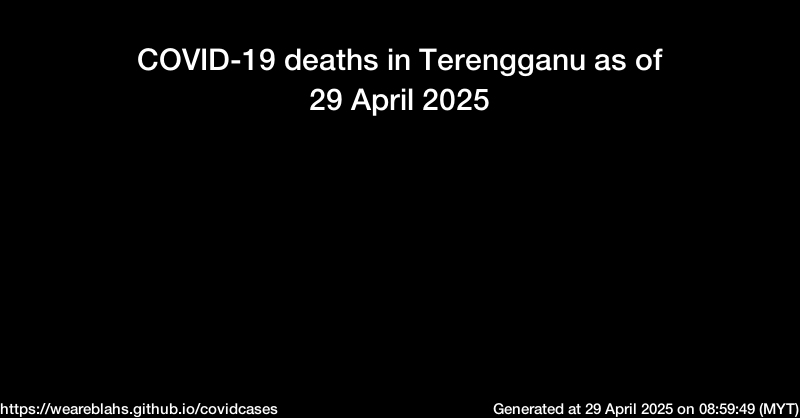 COVID-19 deaths in Terengganu as of
29 April 2025
https://weareblahs.github.io/covidcases
Generated at 29 April 2025 on 08:59:49 (MYT)